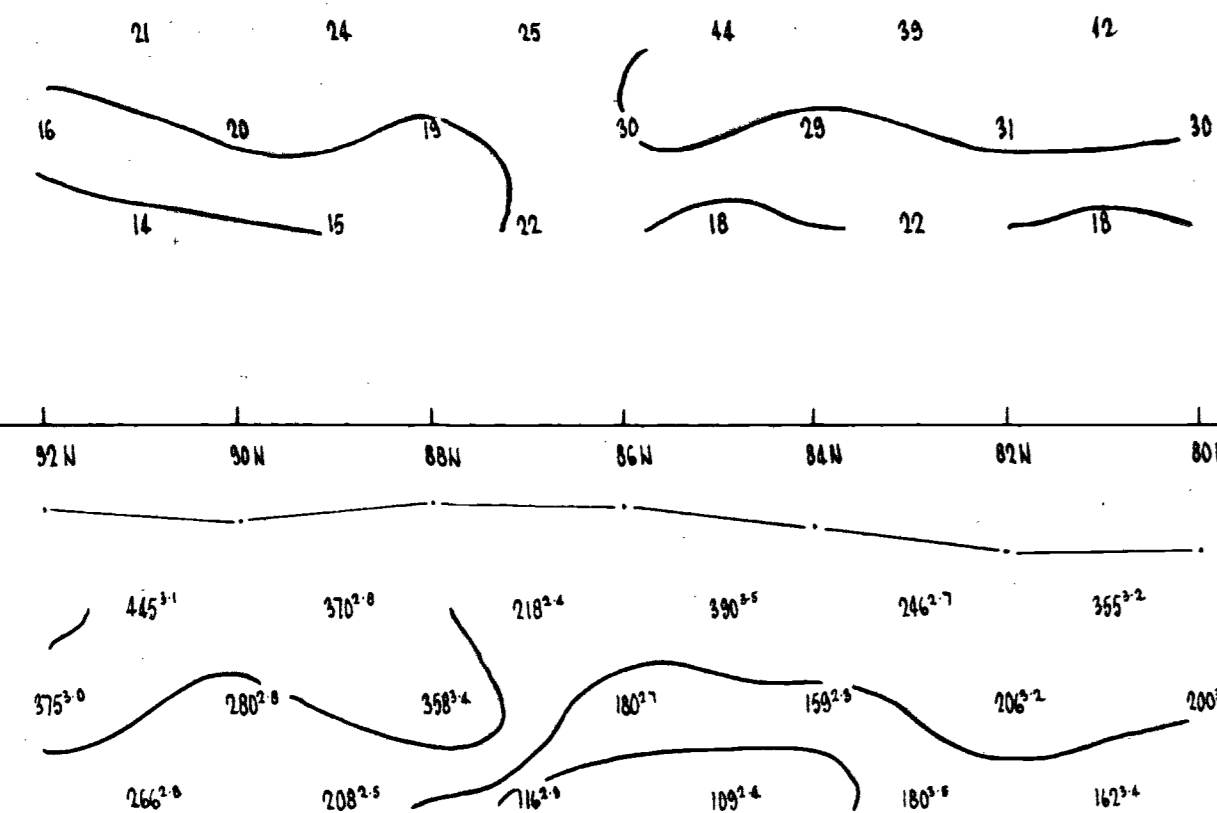 21 24 25 44 39 42
16 20 19 30 29 31 30
14 15 22 18 22 18
92N 90N 88N 86N 84N 82N
445³·¹ 370²·⁸ 218²·⁴ 390³·⁵ 246²·⁷ 355³·²
375³·⁰ 280²·⁸ 358³·⁴ 180²⁷ 159²·³ 206³·²
266²·⁸ 208²·⁵ 116²·⁹ 109²·⁴ 180³·⁵ 162³·⁴